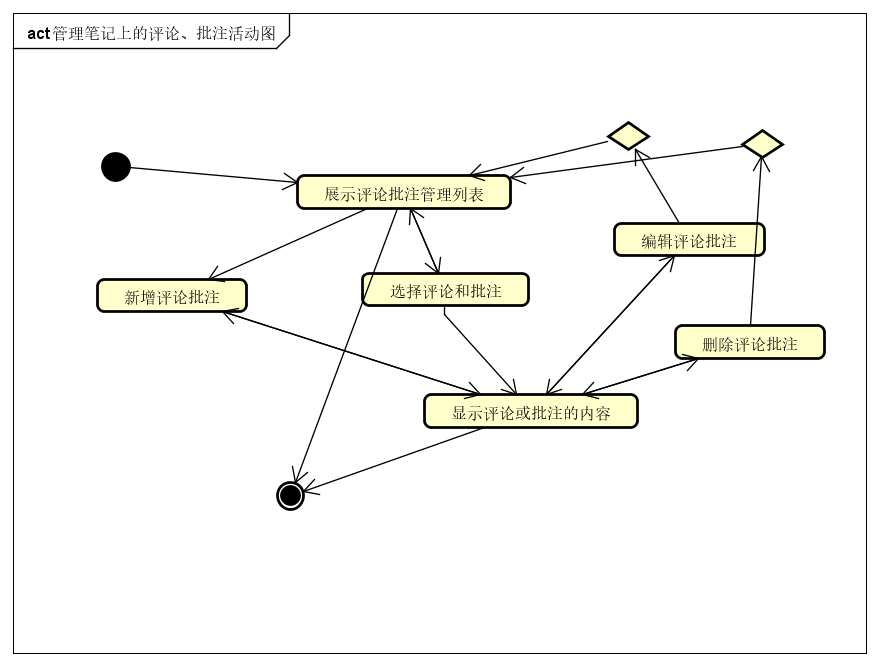 act 管理笔记上的评论、批注活动图
展示评论批注管理列表
编辑评论批注
新增评论批注
选择评论和批注
删除评论批注
显示评论或批注的内容